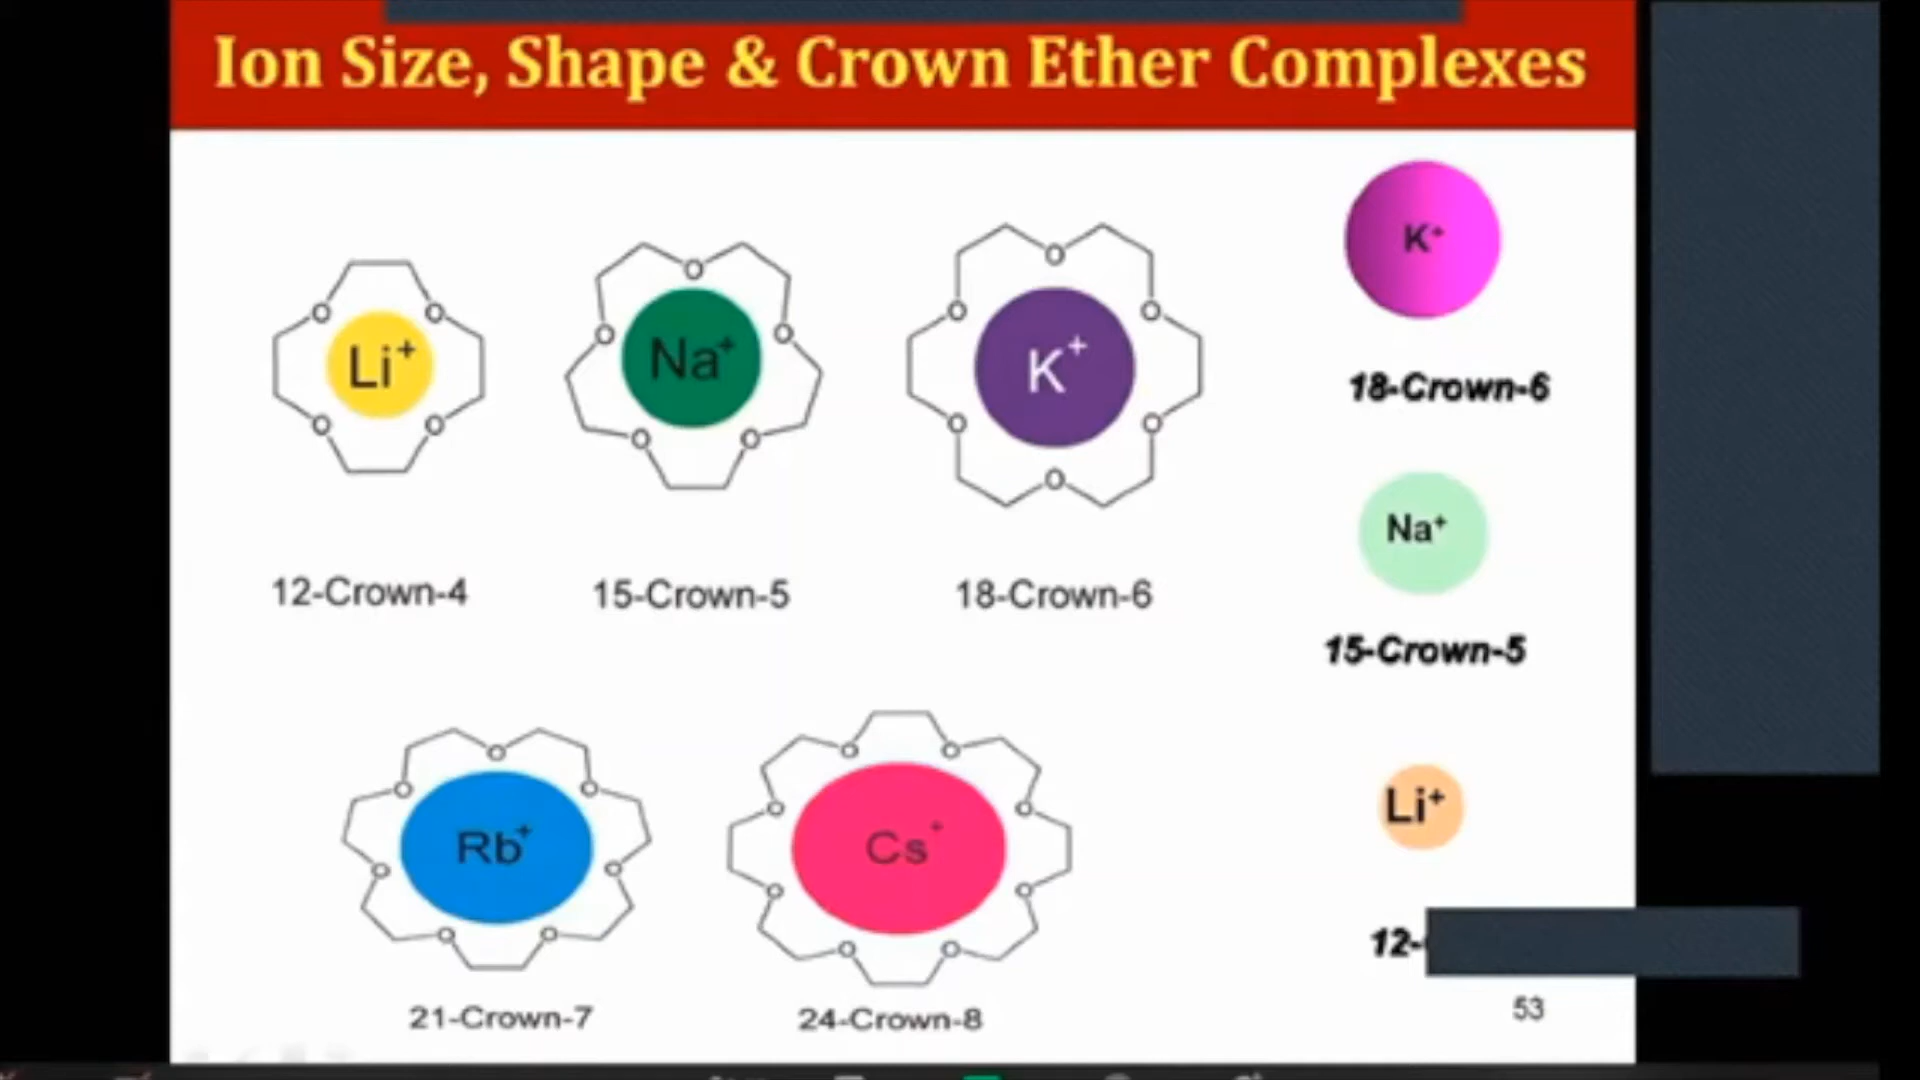 Ion Size, Shape & Crown Ether Complexes
Li⁺
O
O
O
O
12-Crown-4
Na⁺
O
O
O
O
O
15-Crown-5
K⁺
O
O
O
O
O
O
18-Crown-6
K⁺
18-Crown-6
Na⁺
15-Crown-5
Li⁺
12-
Rb⁺
O
O
O
O
O
O
O
21-Crown-7
Cs⁺
O
O
O
O
O
O
O
O
24-Crown-8
53